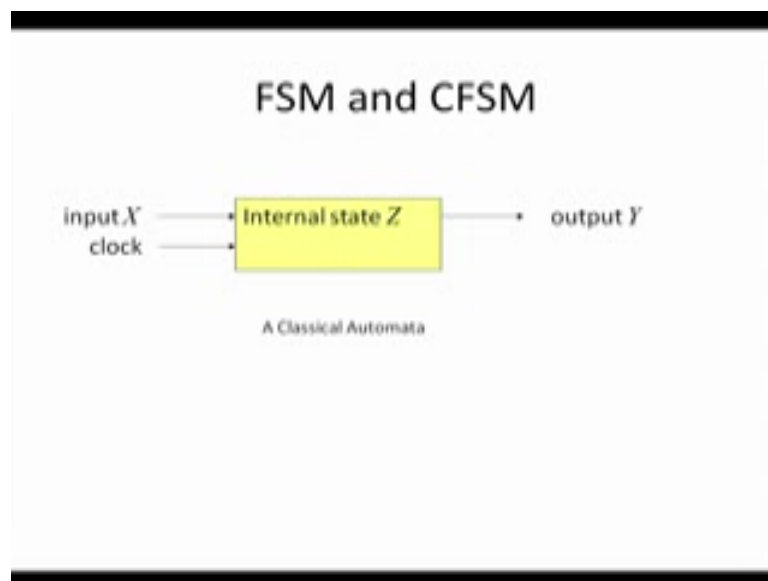 FSM and CFSM
input X
Internal state Z
output Y
clock
A Classical Automata